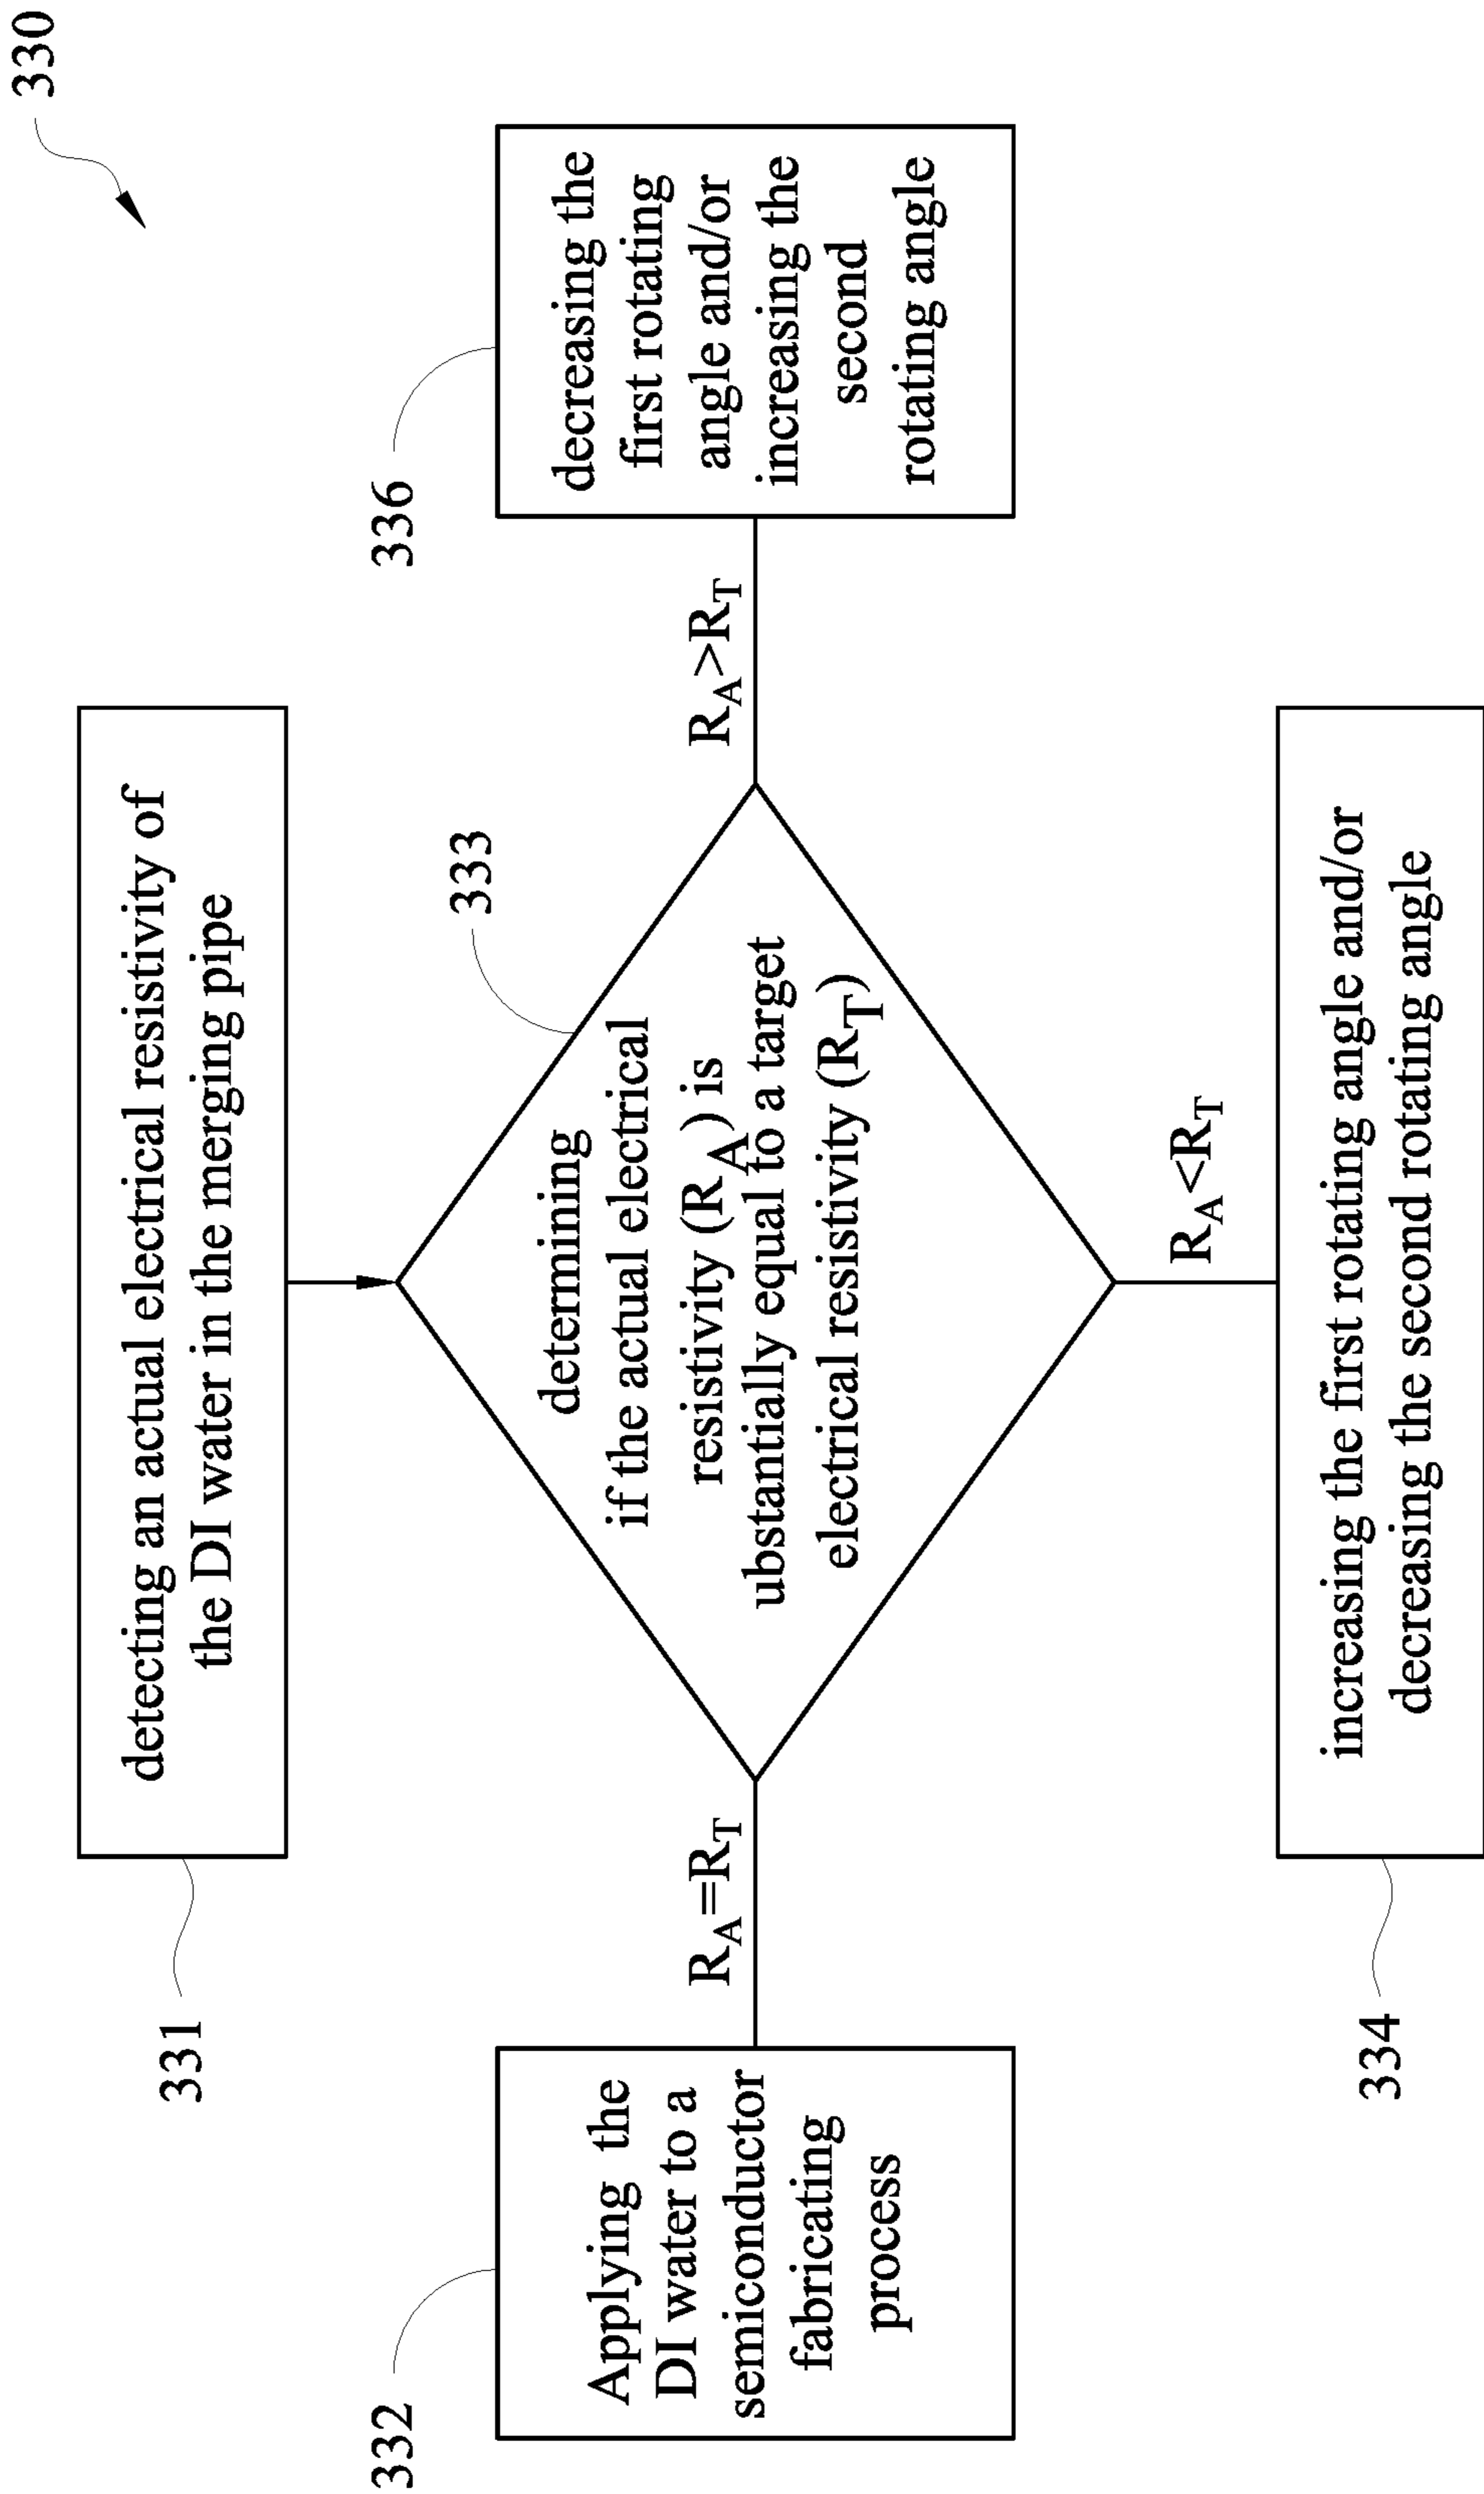 330
detecting an actual electrical resistivity of
the DI water in the merging pipe
331
determining
if the actual electrical
resistivity (RA) is
ubstantially equal to a target
electrical resistivity (RT)
333
RA=RT
Applying the
DI water to a
semiconductor
fabricating
process
332
RA>RT
decreasing the
first rotating
angle and/or
increasing the
second
rotating angle
336
RA<RT
increasing the first rotating angle and/or
decreasing the second rotating angle
334